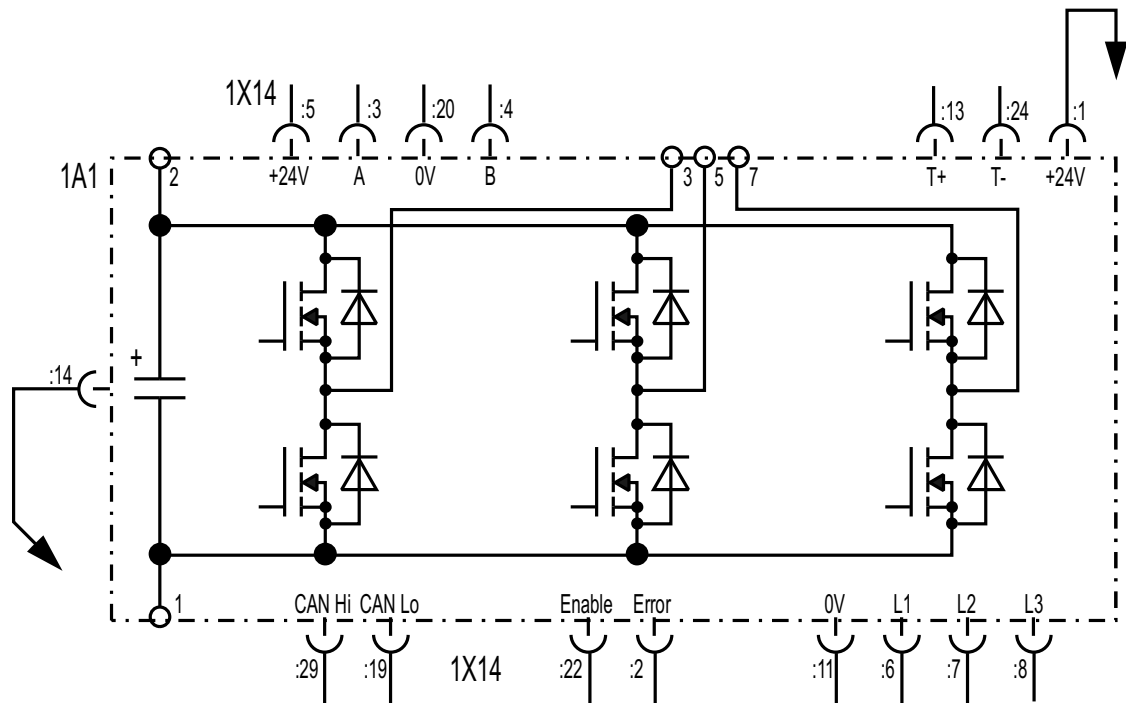 1X14 :5 :3 :20 :4 :13 :24 :1
1A1 2 +24V A 0V B 3 5 7 T+ T- +24V
+
:14
1 CAN Hi CAN Lo Enable Error 0V L1 L2 L3
:29 :19 1X14 :22 :2 :11 :6 :7 :8